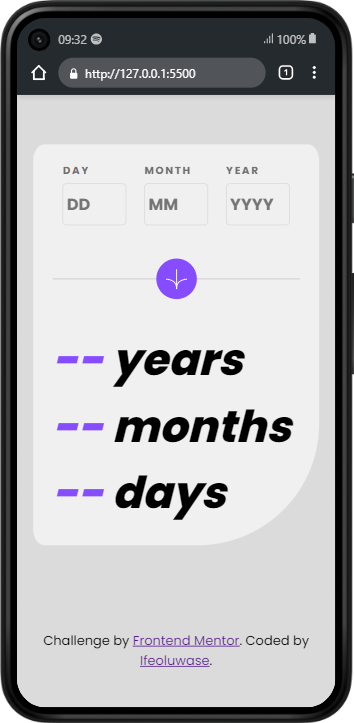 09:32 100%
http://127.0.0.1:5500 1
DAY MONTH YEAR
DD MM YYYY
-- years
-- months
-- days
Challenge by Frontend Mentor. Coded by
Ifeoluwase.